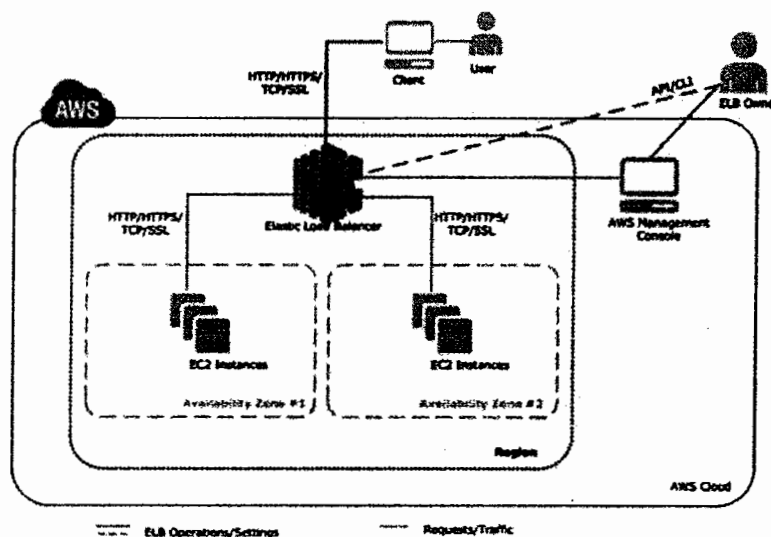 User
Client
HTTP/HTTPS/
TCP/SSL
API/CLI
ELB Owne
AWS
Elastic Load Balancer
HTTP/HTTPS/
TCP/SSL
HTTP/HTTPS/
TCP/SSL
AWS Management
Console
EC2 Instances
EC2 Instances
Availability Zone #1
Availability Zone #2
Region
AWS Cloud
ELB Operations/Settings
Requests/Traffic